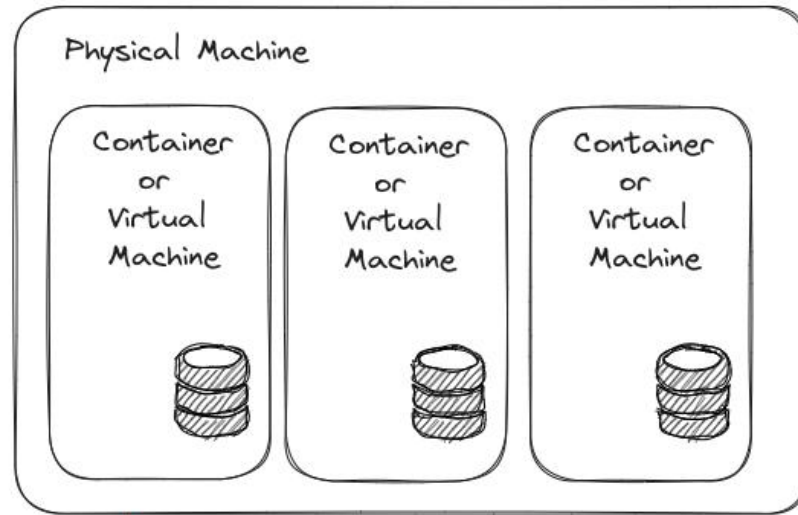 Physical Machine
Container
or
Virtual
Machine
Container
or
Virtual
Machine
Container
or
Virtual
Machine